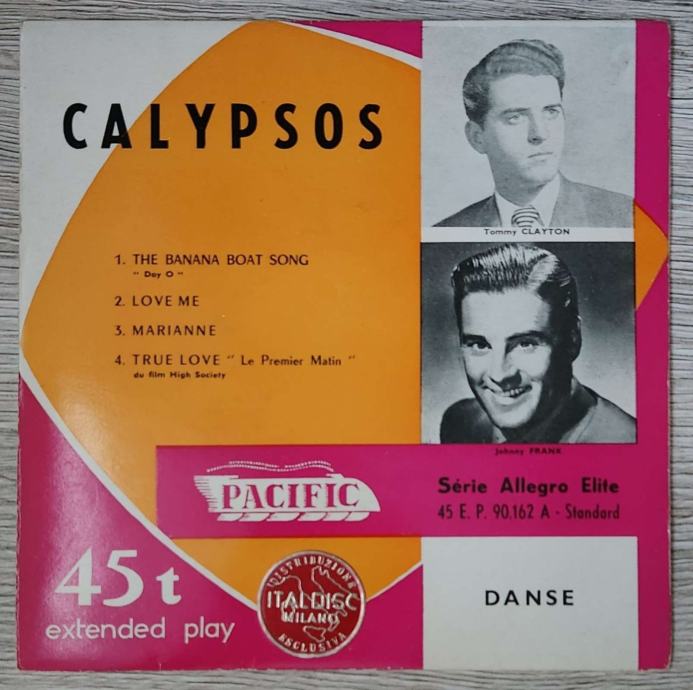 CALYPSOS
Tommy CLAYTON
1. THE BANANA BOAT SONG
" Day O "
2. LOVE ME
3. MARIANNE
4. TRUE LOVE " Le Premier Matin "
du film High Society
Johnny FRANK
PACIFIC
Série Allegro Elite
45 E. P. 90.162 A - Standard
45 t
extended play
DISTRIBUZIONE
ITALDISC
MILANO
ESCLUSIVA
DANSE